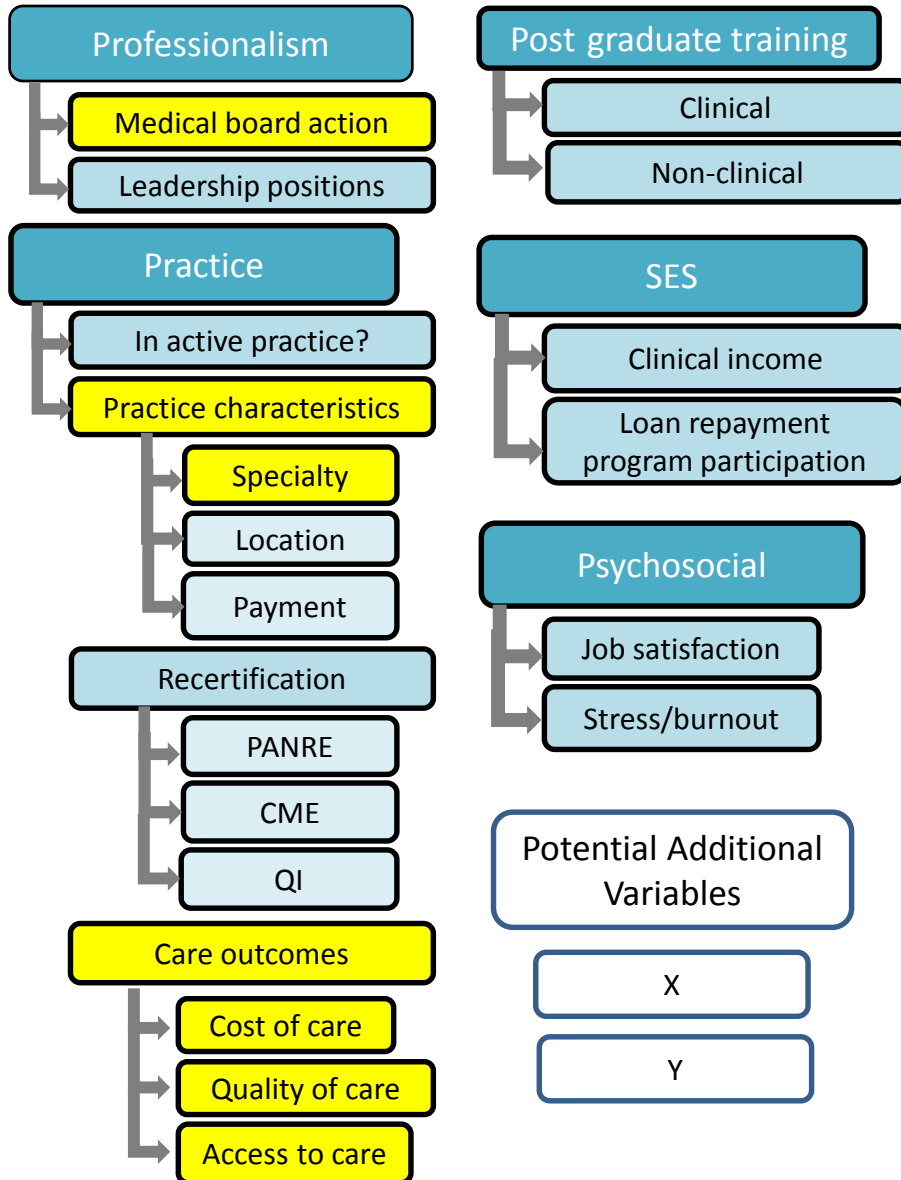 Professionalism
Medical board action
Leadership positions
Practice
In active practice?
Practice characteristics
Specialty
Location
Payment
Recertification
PANRE
CME
QI
Care outcomes
Cost of care
Quality of care
Access to care
Post graduate training
Clinical
Non-clinical
SES
Clinical income
Loan repayment
program participation
Psychosocial
Job satisfaction
Stress/burnout
Potential Additional
Variables
X
Y